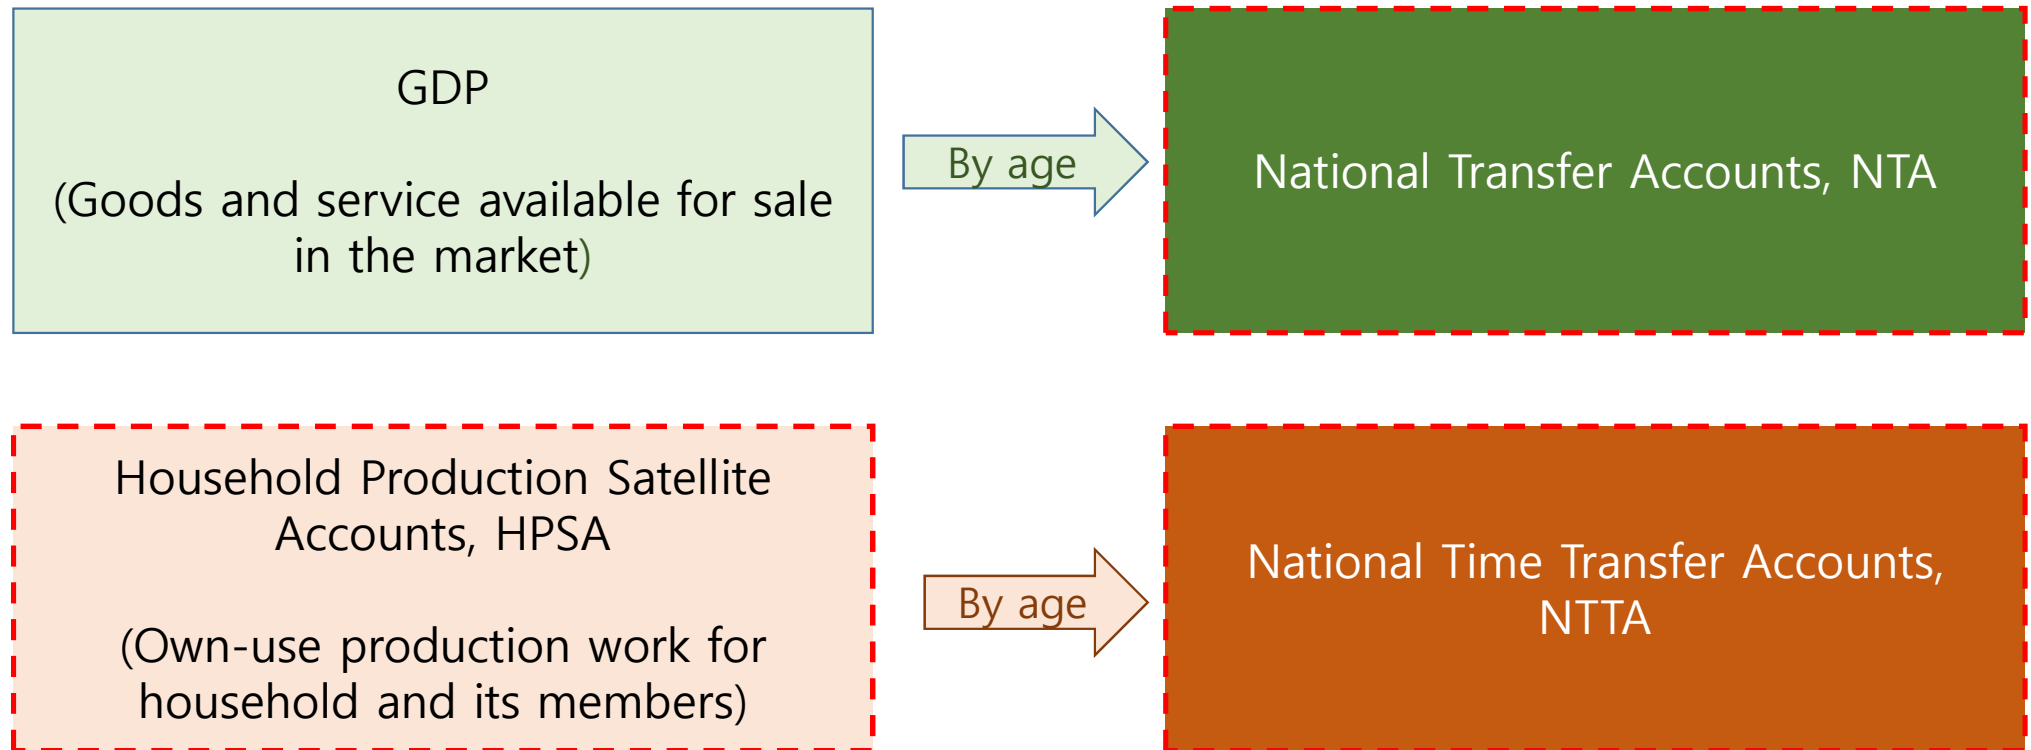 GDP
(Goods and service available for sale
in the market)
By age
National Transfer Accounts, NTA
Household Production Satellite
Accounts, HPSA
(Own-use production work for
household and its members)
By age
National Time Transfer Accounts,
NTTA